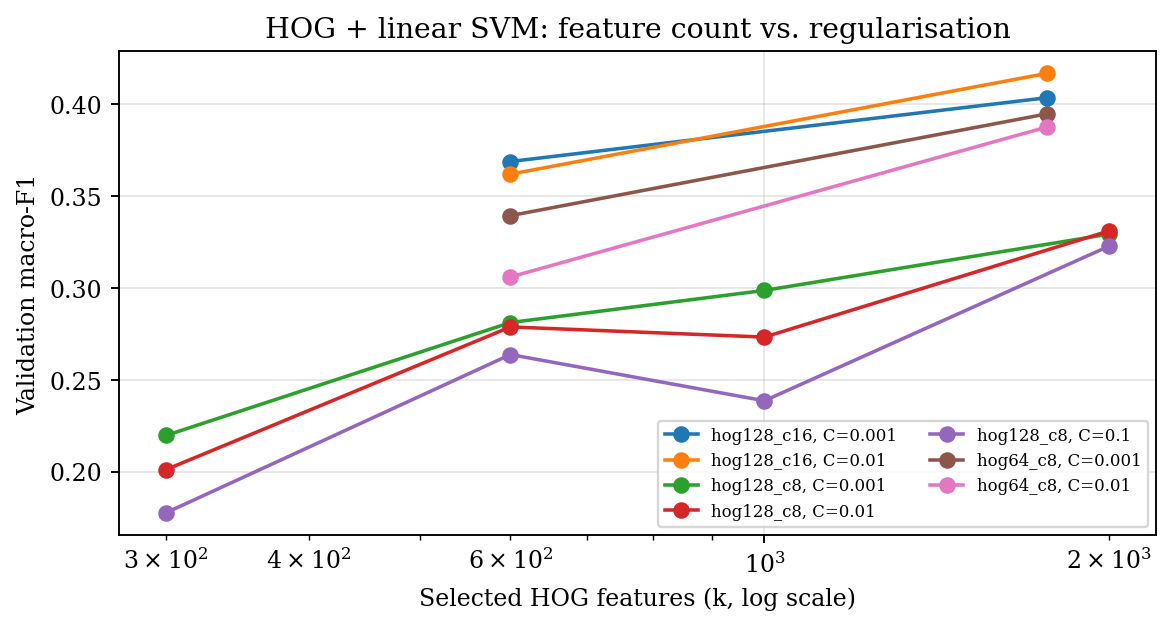 HOG + linear SVM: feature count vs. regularisation
Validation macro-F1
0.40
0.35
0.30
0.25
0.20
hog128_c16, C=0.001
hog128_c16, C=0.01
hog128_c8, C=0.001
hog128_c8, C=0.01
hog128_c8, C=0.1
hog64_c8, C=0.001
hog64_c8, C=0.01
3 × 10² 4 × 10² 6 × 10² 10³ 2 × 10³
Selected HOG features (k, log scale)